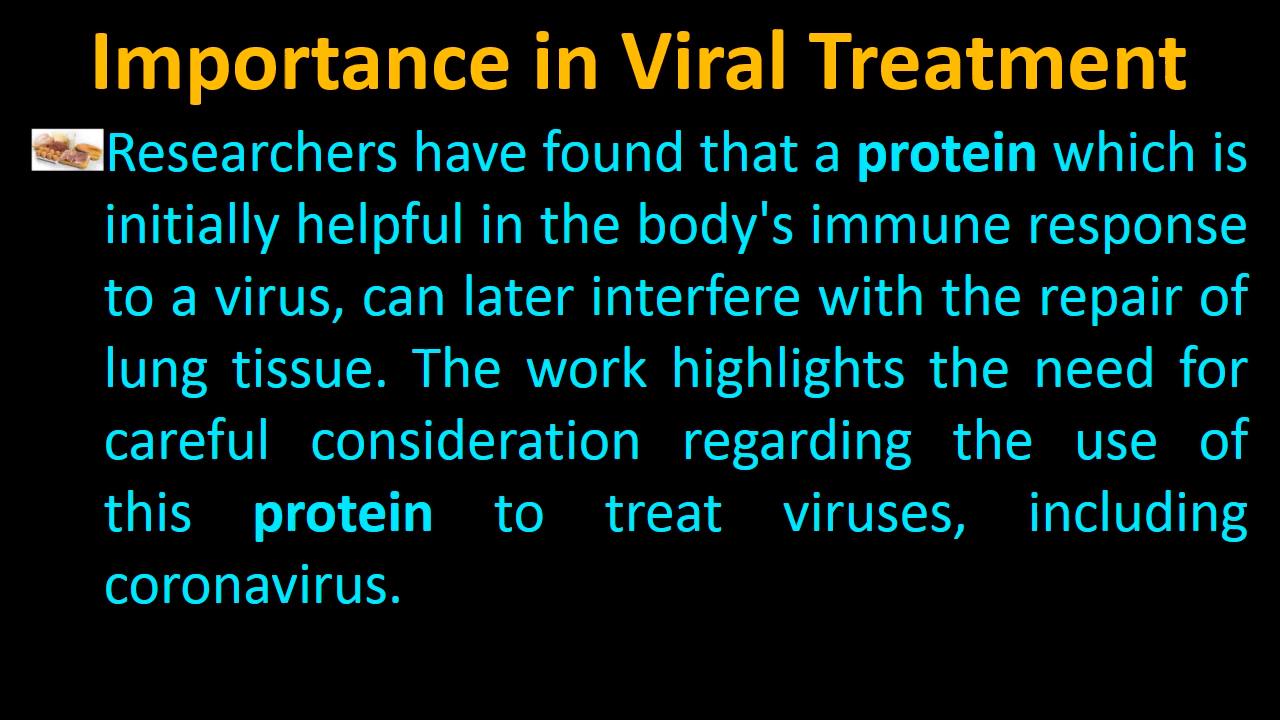 Importance in Viral Treatment
Researchers have found that a protein which is
initially helpful in the body's immune response
to a virus, can later interfere with the repair of
lung tissue. The work highlights the need for
careful consideration regarding the use of
this protein to treat viruses, including
coronavirus.